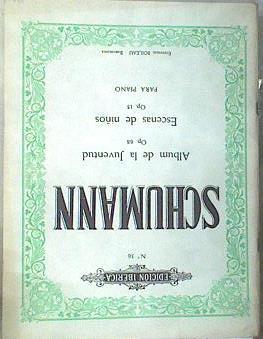 EDICION IBERICA
Nº 36
SCHUMANN
Album de la Juventud
Op 68
Escenas de niños
Op 15
PARA PIANO
Editorial BOILEAU Barcelona